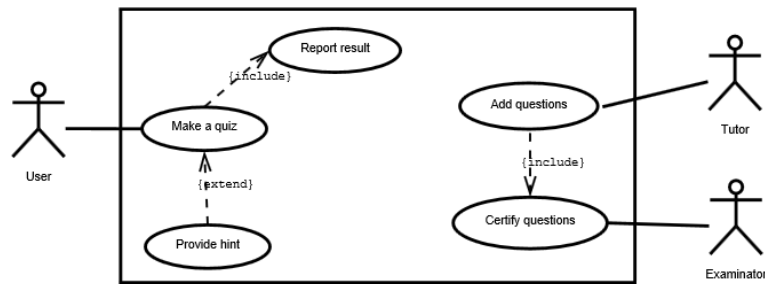 Report result
{include}
Make a quiz
User
{extend}
Provide hint
Add questions
Tutor
{include}
Certify questions
Examinator